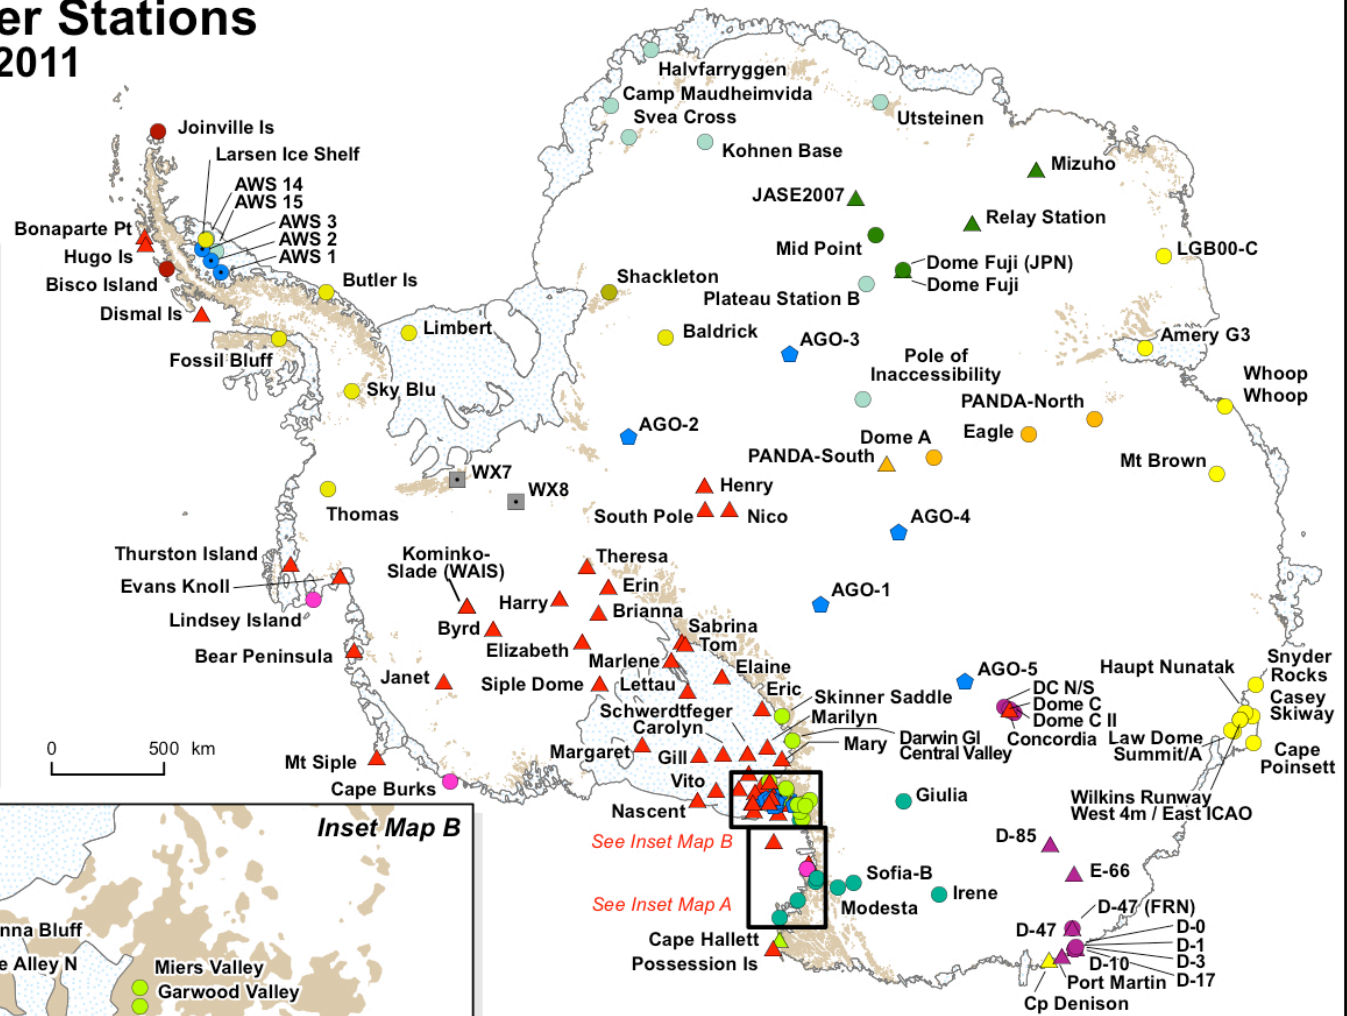 er Stations
2011
Halvfarryggen
Camp Maudheimvida
Svea Cross
Kohnen Base
Utsteinen
Joinville Is
Larsen Ice Shelf
AWS 14
AWS 15
AWS 3
AWS 2
AWS 1
Bonaparte Pt
Hugo Is
Bisco Island
Dismal Is
Butler Is
Fossil Bluff
Limbert
Sky Blu
Mizuho
JASE2007
Relay Station
Mid Point
LGB00-C
Dome Fuji (JPN)
Dome Fuji
Shackleton
Plateau Station B
Baldrick
AGO-3
Amery G3
Pole of
Inaccessibility
Whoop
Whoop
PANDA-North
AGO-2
Dome A
Eagle
PANDA-South
Mt Brown
WX7
WX8
Henry
South Pole
Nico
Thomas
AGO-4
Thurston Island
Evans Knoll
Lindsey Island
Kominko-
Slade (WAIS)
Theresa
Erin
Harry
Brianna
AGO-1
Byrd
Elizabeth
Sabrina
Tom
Bear Peninsula
Marlene
Elaine
Janet
Siple Dome
Lettau
Eric
AGO-5
Haupt Nunatak
Snyder
Rocks
Casey
Skiway
DC N/S
Dome C
Dome C II
Concordia
Schwerdtfeger
Skinner Saddle
Carolyn
Marilyn
Darwin Gl
Central Valley
Law Dome
Summit/A
Cape
Poinsett
0 500 km
Margaret
Gill
Mary
Mt Siple
Cape Burks
Vito
Nascent
Giulia
Wilkins Runway
West 4m / East ICAO
See Inset Map B
D-85
E-66
Sofia-B
Modesta
Irene
See Inset Map A
D-47 (FRN)
D-47
D-0
D-1
D-3
D-10
D-17
Port Martin
Cp Denison
Cape Hallett
Possession Is
Inset Map B
nna Bluff
e Alley N
Miers Valley
Garwood Valley